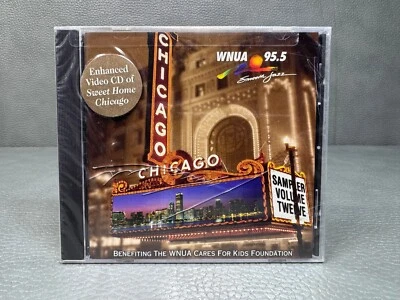 WNUA 95.5
Smooth Jazz
Enhanced
Video CD of
Sweet Home
Chicago
CHICAGO
CHICAGO
SAMPLER
VOLUME
TWELVE
BENEFITING THE WNUA CARES FOR KIDS FOUNDATION